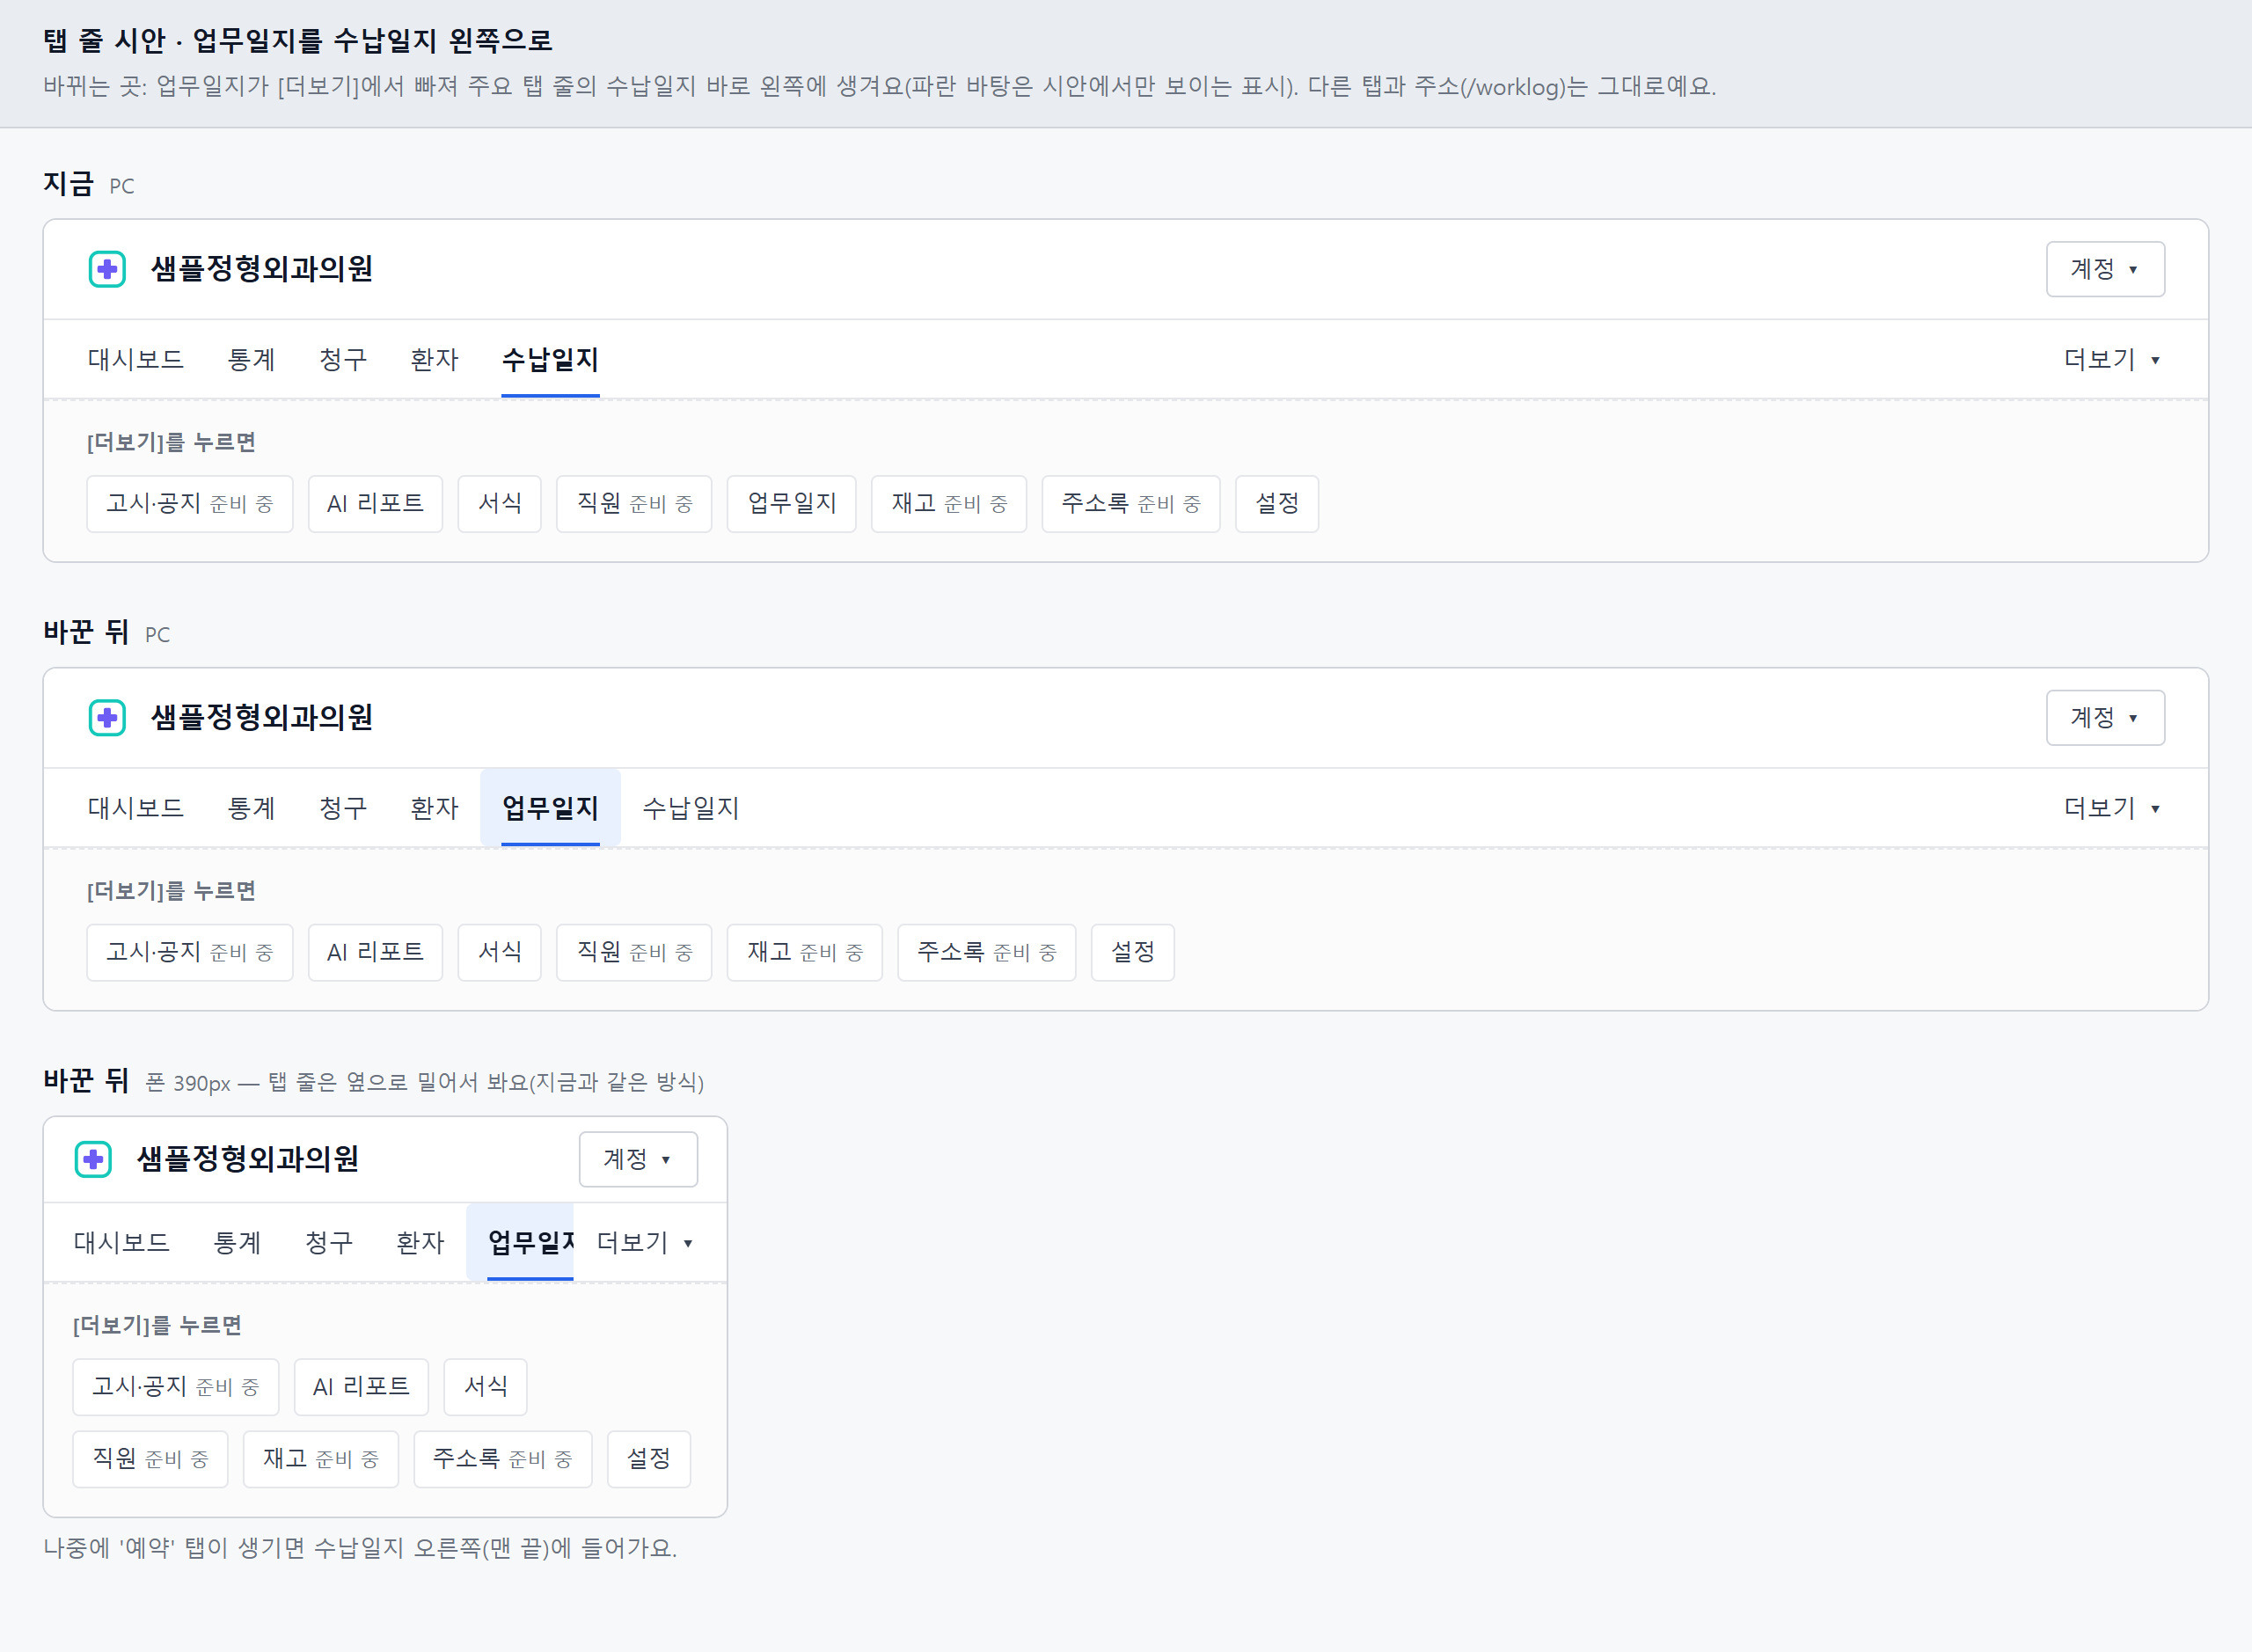 탭 줄 시안 · 업무일지를 수납일지 왼쪽으로
바뀌는 곳: 업무일지가 [더보기]에서 빠져 주요 탭 줄의 수납일지 바로 왼쪽에 생겨요(파란 바탕은 시안에서만 보이는 표시). 다른 탭과 주소(/worklog)는 그대로예요.
지금 PC
샘플정형외과의원 계정 ▼
대시보드 통계 청구 환자 수납일지 더보기 ▼
[더보기]를 누르면
고시·공지 준비 중 AI 리포트 서식 직원 준비 중 업무일지 재고 준비 중 주소록 준비 중 설정
바꾼 뒤 PC
샘플정형외과의원 계정 ▼
대시보드 통계 청구 환자 업무일지 수납일지 더보기 ▼
[더보기]를 누르면
고시·공지 준비 중 AI 리포트 서식 직원 준비 중 재고 준비 중 주소록 준비 중 설정
바꾼 뒤 폰 390px — 탭 줄은 옆으로 밀어서 봐요(지금과 같은 방식)
샘플정형외과의원 계정 ▼
대시보드 통계 청구 환자 업무일지 더보기 ▼
[더보기]를 누르면
고시·공지 준비 중 AI 리포트 서식
직원 준비 중 재고 준비 중 주소록 준비 중 설정
나중에 '예약' 탭이 생기면 수납일지 오른쪽(맨 끝)에 들어가요.